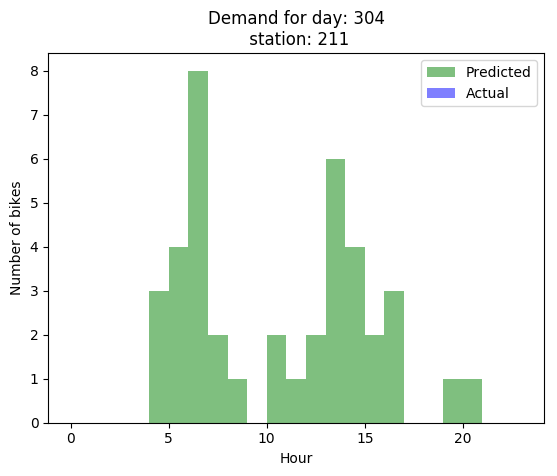 Demand for day: 304
station: 211
Predicted
Actual
Number of bikes
8
7
6
5
4
3
2
1
0
0 5 10 15 20
Hour